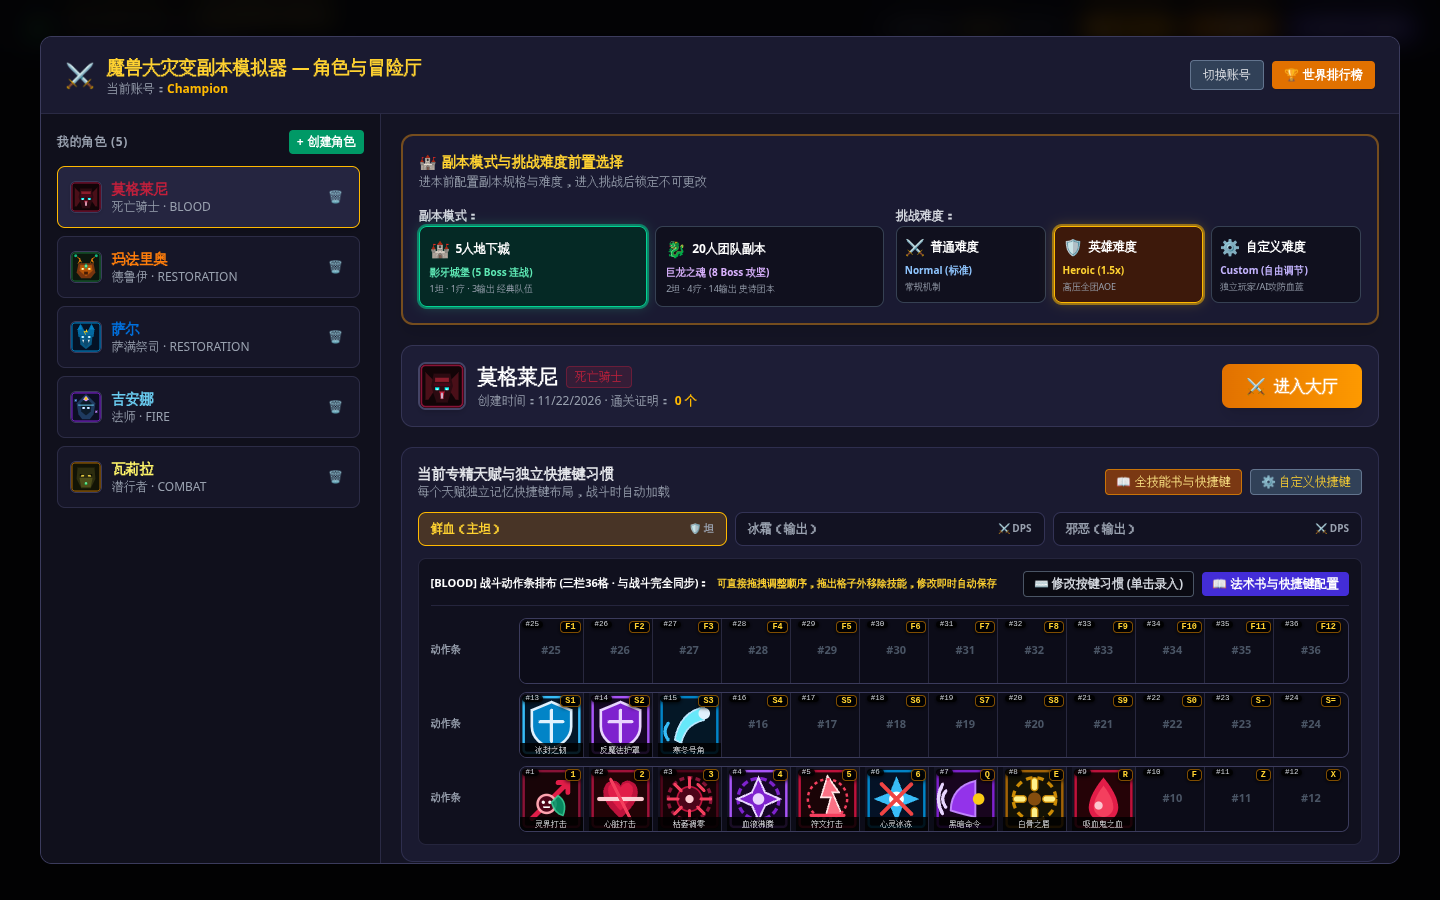 魔兽大灾变副本模拟器 — 角色与冒险厅
当前账号：Champion
切换账号
🏆 世界排行榜
我的角色 (5)
+ 创建角色
莫格莱尼
死亡骑士 · BLOOD
玛法里奥
德鲁伊 · RESTORATION
萨尔
萨满祭司 · RESTORATION
吉安娜
法师 · FIRE
瓦莉拉
潜行者 · COMBAT
🏰 副本模式与挑战难度前置选择
进本前配置副本规格与难度，进入挑战后锁定不可更改
副本模式：
🏰 5人地下城
影牙城堡 (5 Boss 连战)
1坦 · 1疗 · 3输出 经典队伍
🐉 20人团队副本
巨龙之魂 (8 Boss 攻坚)
2坦 · 4疗 · 14输出 史诗团本
挑战难度：
⚔️ 普通难度
Normal (标准)
常规机制
🛡️ 英雄难度
Heroic (1.5x)
高压全团AOE
⚙️ 自定义难度
Custom (自由调节)
独立玩家/AI攻防血蓝
莫格莱尼 死亡骑士
创建时间：11/22/2026 · 通关证明： 0 个
⚔️ 进入大厅
当前专精天赋与独立快捷键习惯
每个天赋独立记忆快捷键布局，战斗时自动加载
📖 全技能书与快捷键
⚙️ 自定义快捷键
鲜血（主坦） 🛡️ 坦
冰霜（输出） ⚔️ DPS
邪恶（输出） ⚔️ DPS
[BLOOD] 战斗动作条排布 (三栏36格 · 与战斗完全同步)： 可直接拖拽调整顺序，拖出格子外移除技能，修改即时自动保存
⌨️ 修改按键习惯 (单击录入)
📖 法术书与快捷键配置
#25 F1 #26 F2 #27 F3 #28 F4 #29 F5 #30 F6 #31 F7 #32 F8 #33 F9 #34 F10 #35 F11 #36 F12
动作条 #25 #26 #27 #28 #29 #30 #31 #32 #33 #34 #35 #36
#13 S1 #14 S2 #15 S3 #16 S4 #17 S5 #18 S6 #19 S7 #20 S8 #21 S9 #22 S0 #23 S- #24 S=
动作条 #16 #17 #18 #19 #20 #21 #22 #23 #24
冰封之韧 反魔法护罩 寒冬号角
#1 1 #2 2 #3 3 #4 4 #5 5 #6 6 #7 Q #8 E #9 R #10 F #11 Z #12 X
动作条 #10 #11 #12
灵界打击 心脏打击 枯萎凋零 血液沸腾 符文打击 心灵冰冻 黑暗命令 白骨之盾 吸血鬼之血